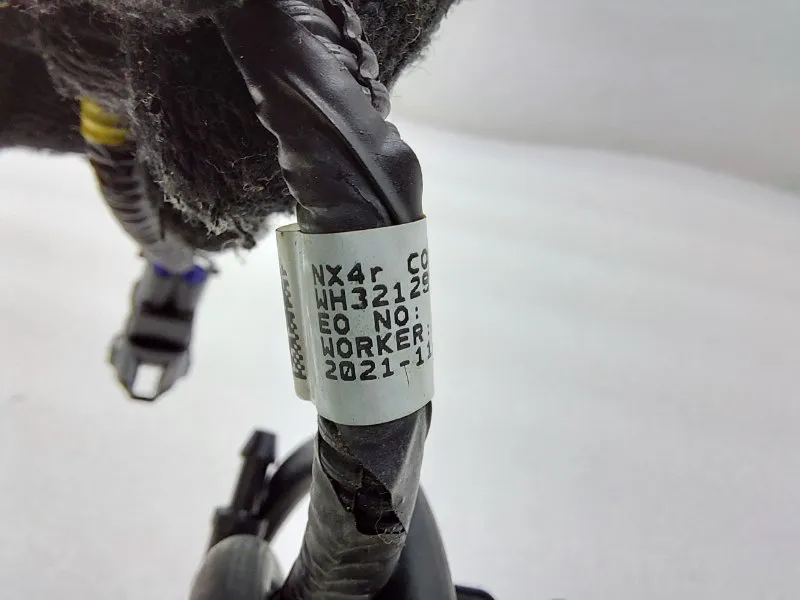 NX4r CO
WH32129
EO NO:
WORKER:
2021-11